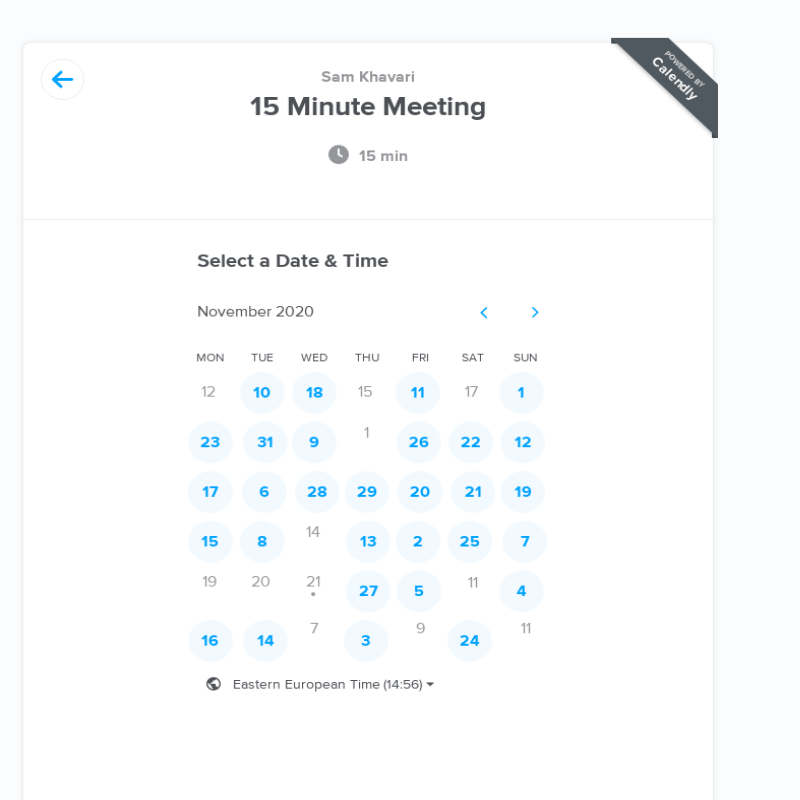 Sam Khavari
15 Minute Meeting
POWERED BY
Calendly
15 min
Select a Date & Time
November 2020
MON TUE WED THU FRI SAT SUN
12 10 18 15 11 17 1
23 31 9 1 26 22 12
17 6 28 29 20 21 19
15 8 14 13 2 25 7
19 20 21 27 5 11 4
16 14 7 3 9 24 11
Eastern European Time (14:56)